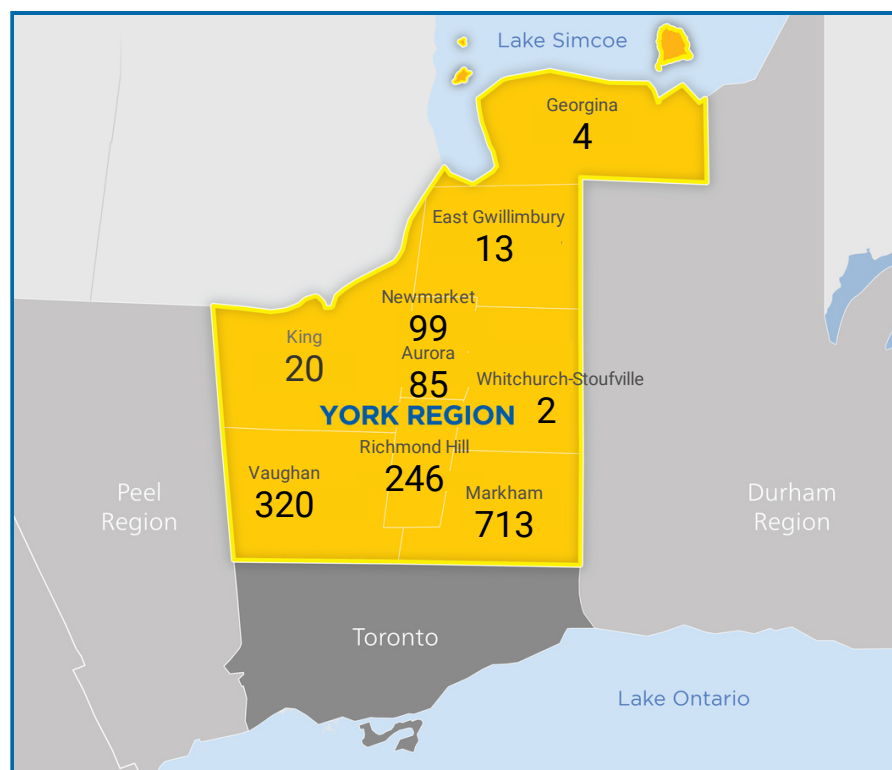 Lake Simcoe
Georgina
4
East Gwillimbury
13
Newmarket
99
King
20
Aurora
85
Whitchurch-Stoufville
2
YORK REGION
Richmond Hill
246
Vaughan
320
Markham
713
Peel
Region
Durham
Region
Toronto
Lake Ontario